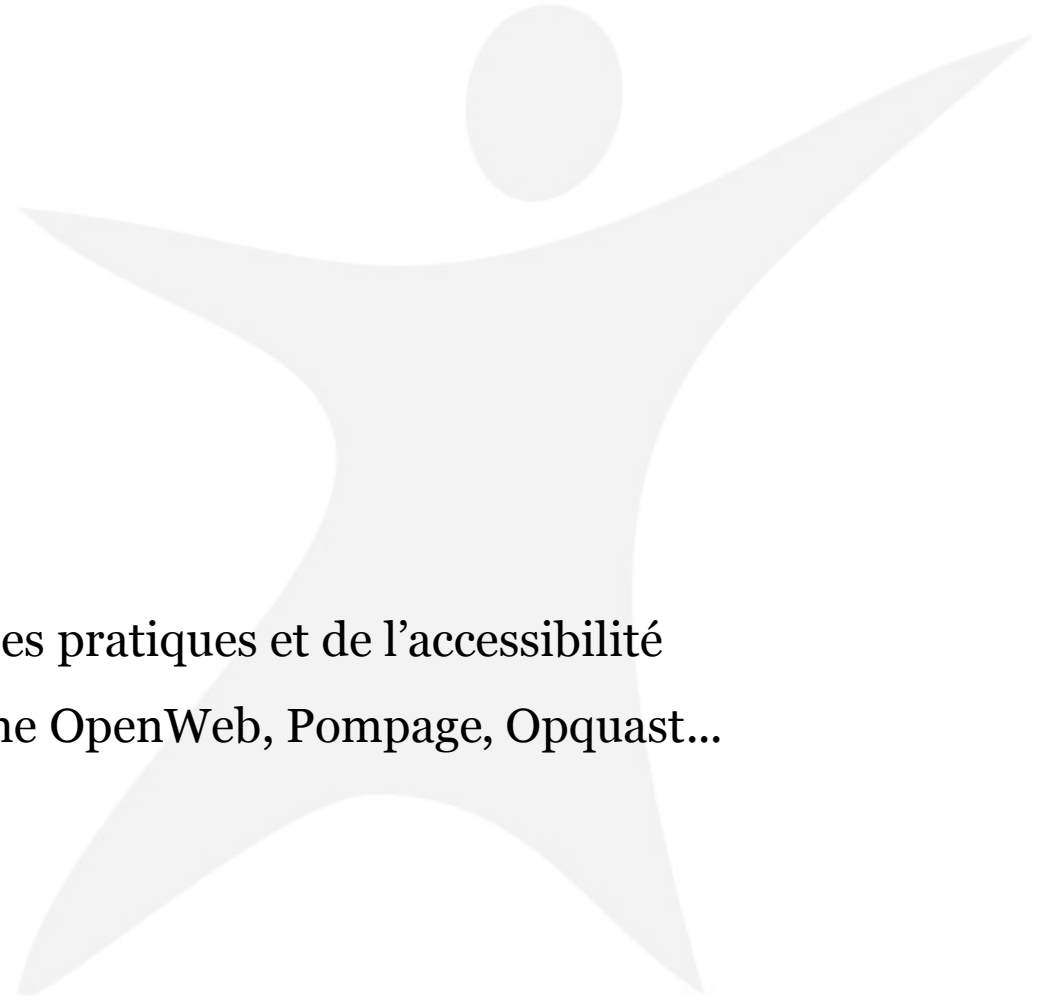 es pratiques et de l’accessibilité
ne OpenWeb, Pompage, Opquast...